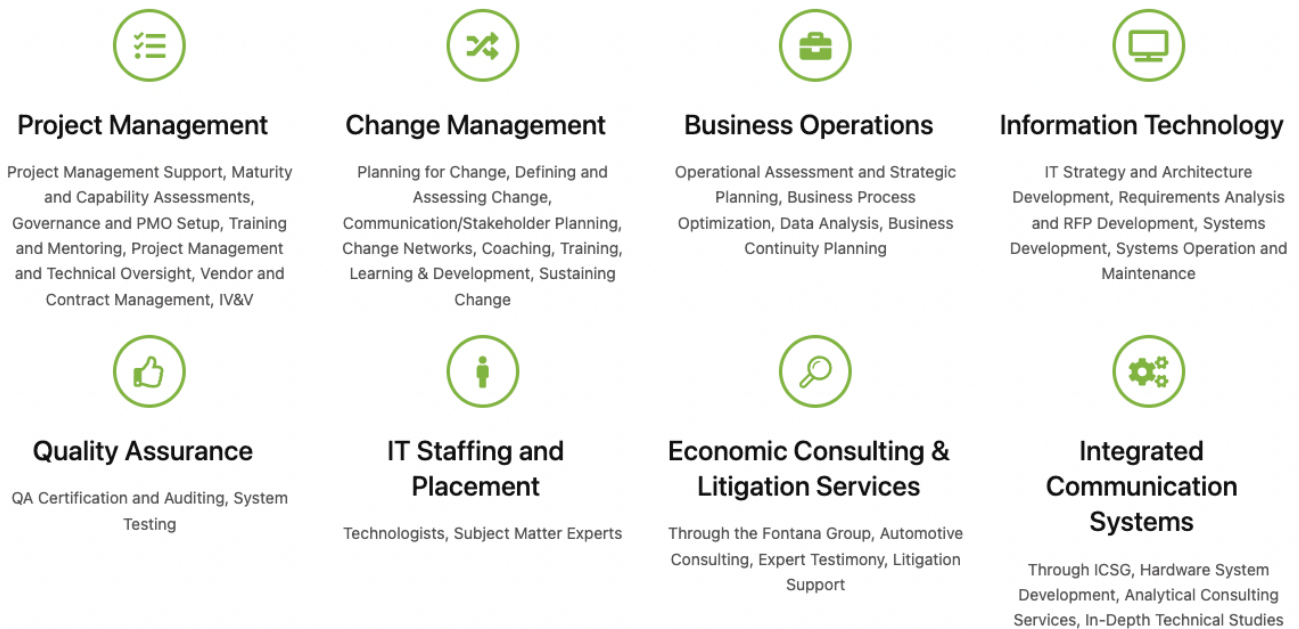 Project Management
Project Management Support, Maturity
and Capability Assessments,
Governance and PMO Setup, Training
and Mentoring, Project Management
and Technical Oversight, Vendor and
Contract Management, IV&V
Change Management
Planning for Change, Defining and
Assessing Change,
Communication/Stakeholder Planning,
Change Networks, Coaching, Training,
Learning & Development, Sustaining
Change
Business Operations
Operational Assessment and Strategic
Planning, Business Process
Optimization, Data Analysis, Business
Continuity Planning
Information Technology
IT Strategy and Architecture
Development, Requirements Analysis
and RFP Development, Systems
Development, Systems Operation and
Maintenance
Quality Assurance
QA Certification and Auditing, System
Testing
IT Staffing and
Placement
Technologists, Subject Matter Experts
Economic Consulting &
Litigation Services
Through the Fontana Group, Automotive
Consulting, Expert Testimony, Litigation
Support
Integrated
Communication
Systems
Through ICSG, Hardware System
Development, Analytical Consulting
Services, In-Depth Technical Studies